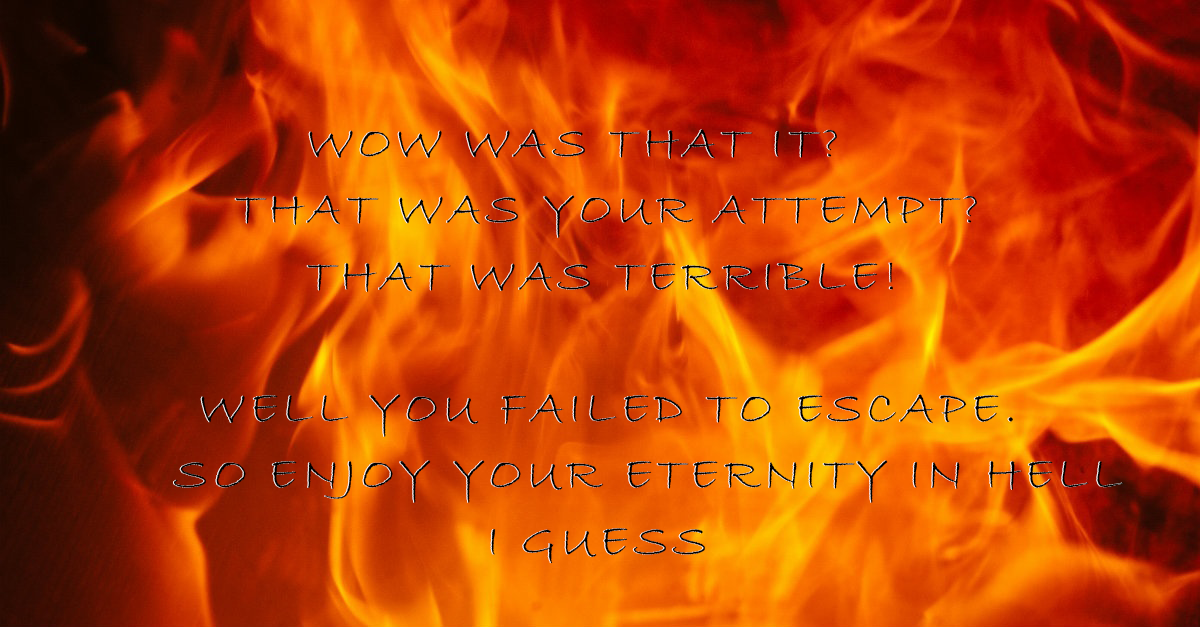 WOW WAS THAT IT?
THAT WAS YOUR ATTEMPT?
THAT WAS TERRIBLE!
WELL YOU FAILED TO ESCAPE.
SO ENJOY YOUR ETERNITY IN HELL
I GUESS